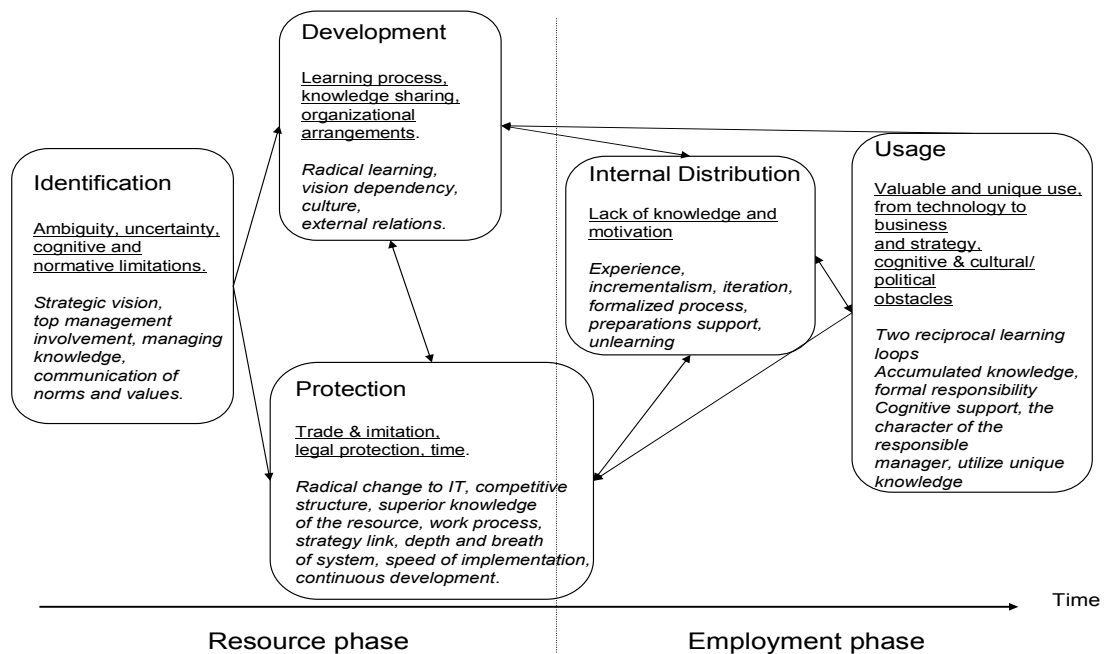 Development
Learning process,
knowledge sharing,
organizational
arrangements.
Radical learning,
vision dependency,
culture,
external relations.
Identification
Ambiguity, uncertainty,
cognitive and
normative limitations.
Strategic vision,
top management
involvement, managing
knowledge,
communication of
norms and values.
Protection
Trade & imitation,
legal protection, time.
Radical change to IT, competitive
structure, superior knowledge
of the resource, work process,
strategy link, depth and breath
of system, speed of implementation,
continuous development.
Internal Distribution
Lack of knowledge and
motivation
Experience,
incrementalism, iteration,
formalized process,
preparations support,
unlearning
Usage
Valuable and unique use,
from technology to
business
and strategy,
cognitive & cultural/
political
obstacles
Two reciprocal learning
loops
Accumulated knowledge,
formal responsibility
Cognitive support, the
character of the
responsible
manager, utilize unique
knowledge
Time
Resource phase
Employment phase